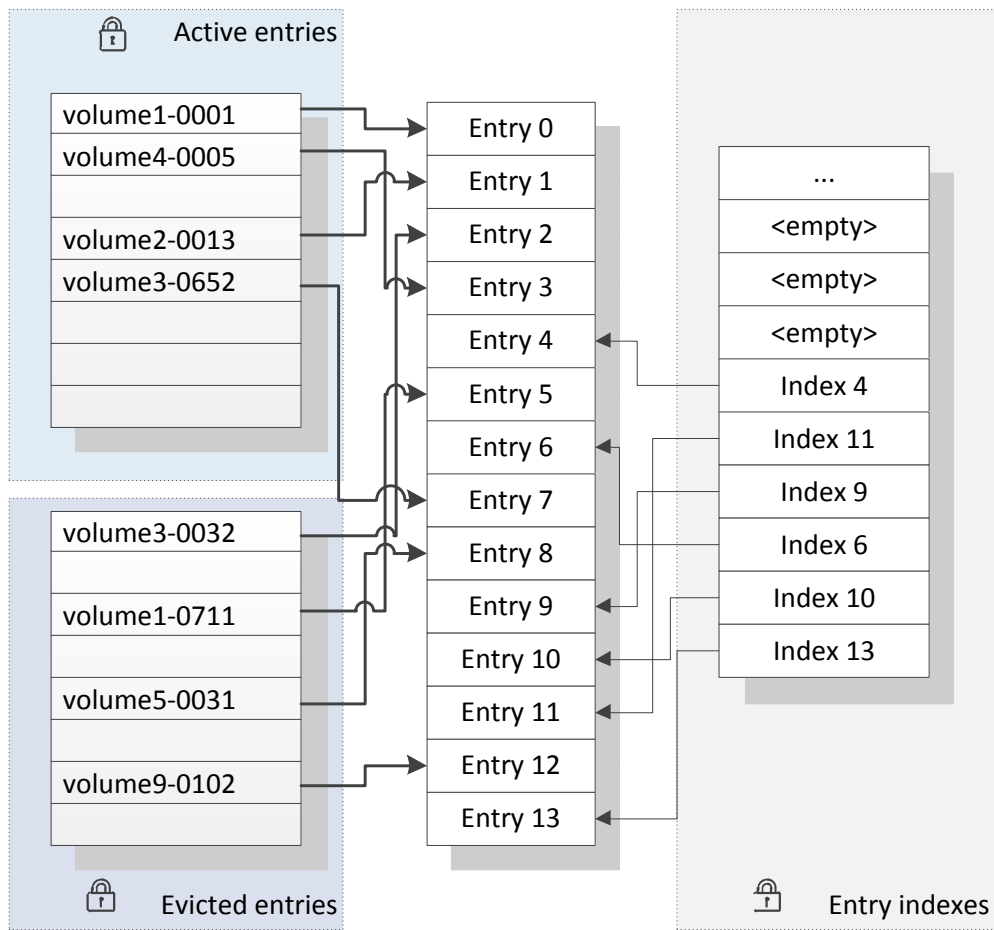 Active entries
volume1-0001
volume4-0005
volume2-0013
volume3-0652
volume3-0032
volume1-0711
volume5-0031
volume9-0102
Evicted entries
Entry 0
Entry 1
Entry 2
Entry 3
Entry 4
Entry 5
Entry 6
Entry 7
Entry 8
Entry 9
Entry 10
Entry 11
Entry 12
Entry 13
...
<empty>
<empty>
<empty>
Index 4
Index 11
Index 9
Index 6
Index 10
Index 13
Entry indexes